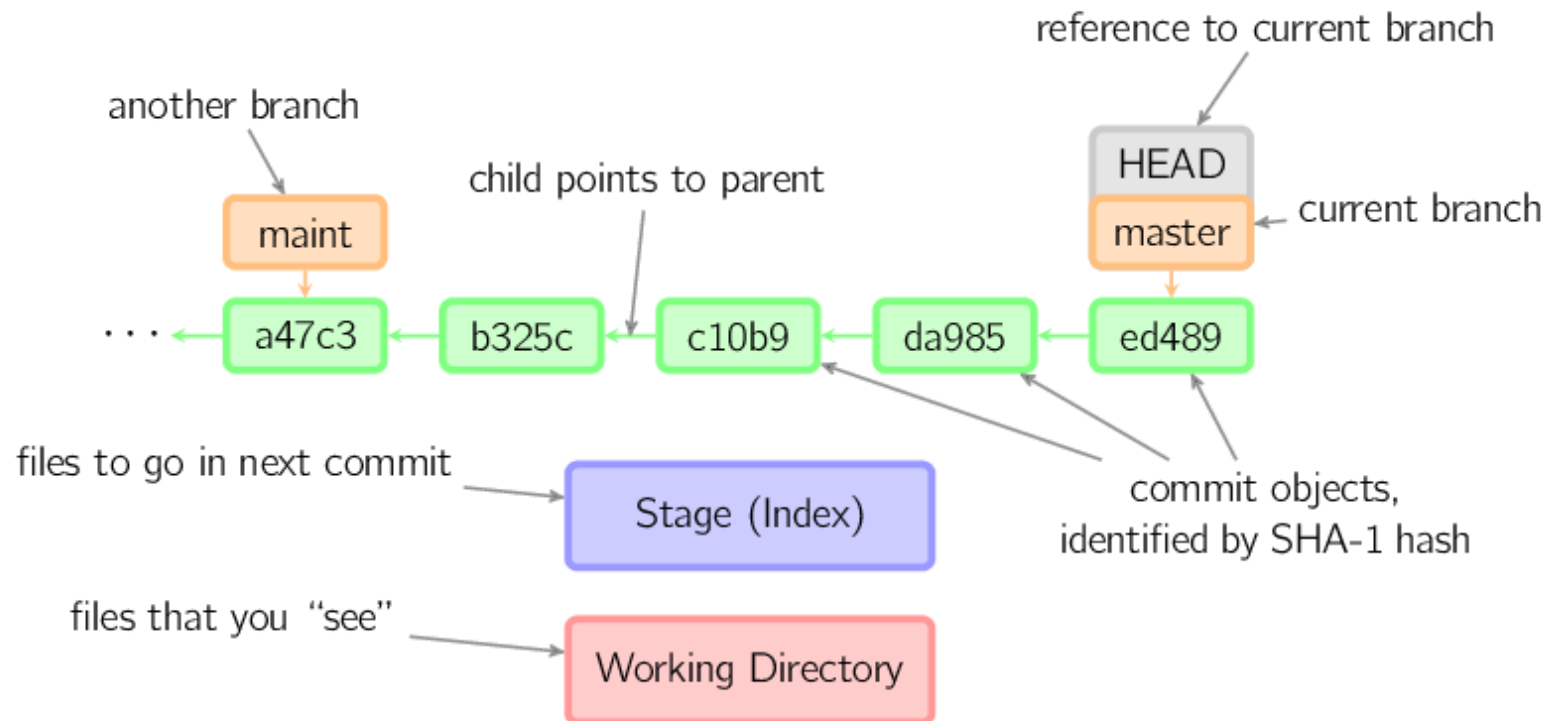 reference to current branch
another branch
HEAD
child points to parent
current branch
maint
master
...
a47c3
b325c
c10b9
da985
ed489
files to go in next commit
Stage (Index)
commit objects,
identified by SHA-1 hash
files that you “see”
Working Directory